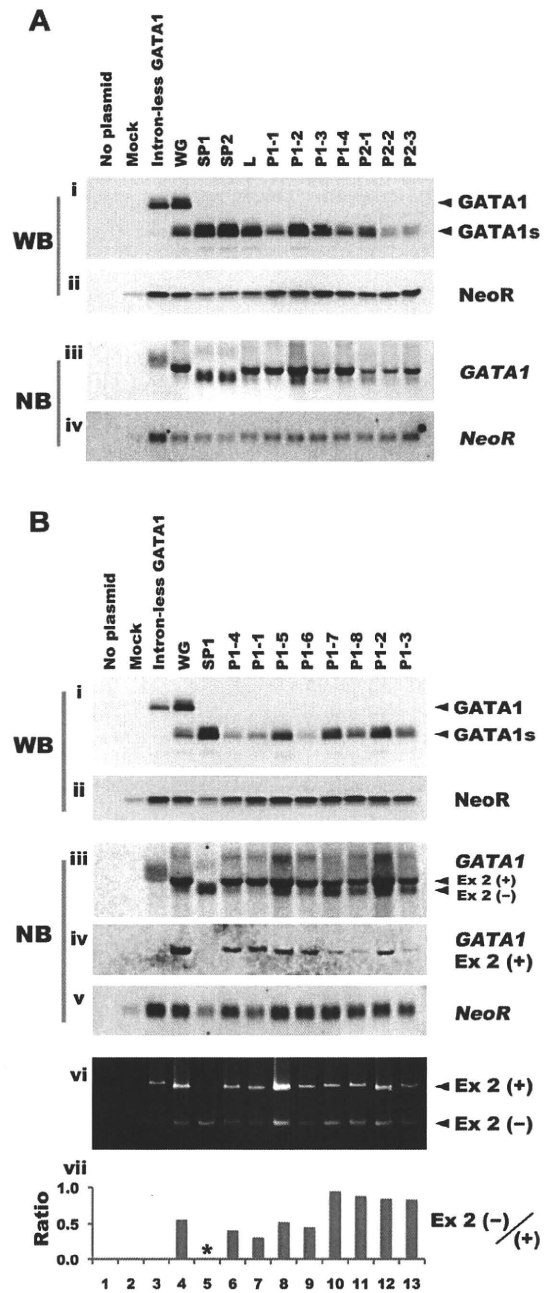 A
No plasmid
Mock
Intron-less GATA1
WG
SP1
SP2
L
P1-1
P1-2
P1-3
P1-4
P2-1
P2-2
P2-3
WB
i
GATA1
GATA1s
ii
NeoR
NB
iii
GATA1
iv
NeoR
B
No plasmid
Mock
Intron-less GATA1
WG
SP1
P1-4
P1-1
P1-5
P1-6
P1-7
P1-8
P1-2
P1-3
WB
i
GATA1
GATA1s
ii
NeoR
NB
iii
GATA1
Ex 2 (+)
Ex 2 (−)
iv
GATA1
Ex 2 (+)
v
NeoR
vi
Ex 2 (+)
Ex 2 (−)
vii
Ratio
1.0
0.5
0.0
*
Ex 2 (−)/(+)
1 2 3 4 5 6 7 8 9 10 11 12 13